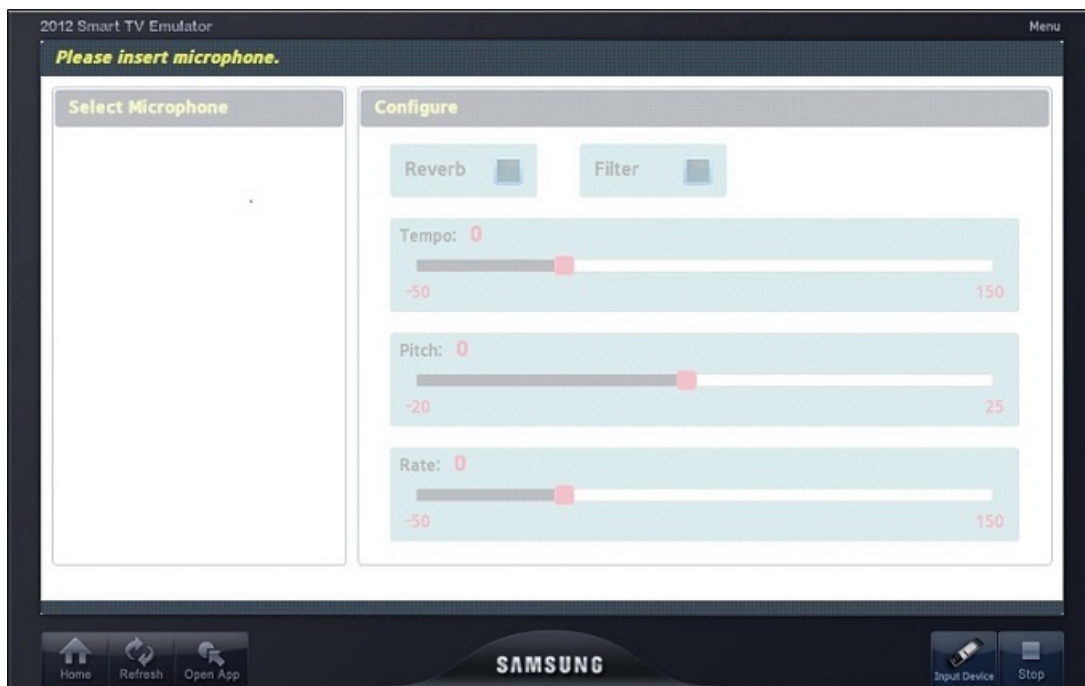 2012 Smart TV Emulator
Menu
Please insert microphone.
Select Microphone
Configure
Reverb
Filter
Tempo: 0
-50
150
Pitch: 0
-20
25
Rate: 0
-50
150
Home
Refresh
Open App
SAMSUNG
Input Device
Stop